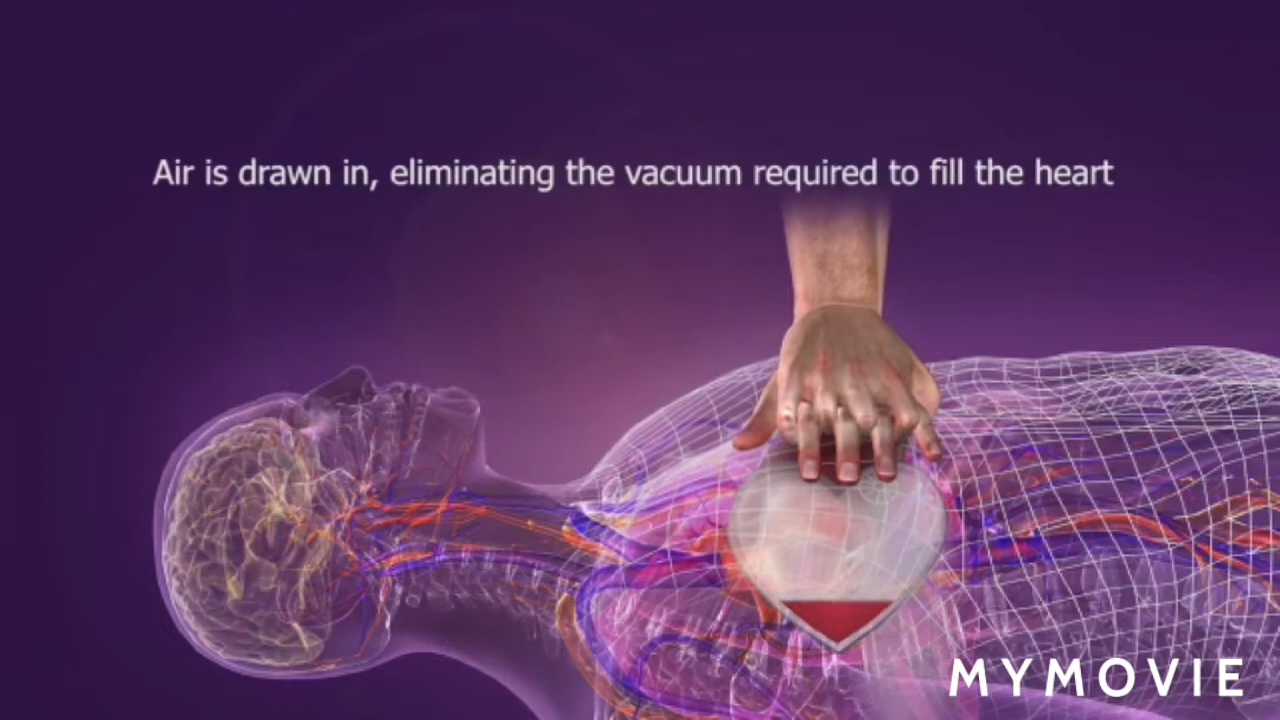 Air is drawn in, eliminating the vacuum required to fill the heart
MYMOVIE